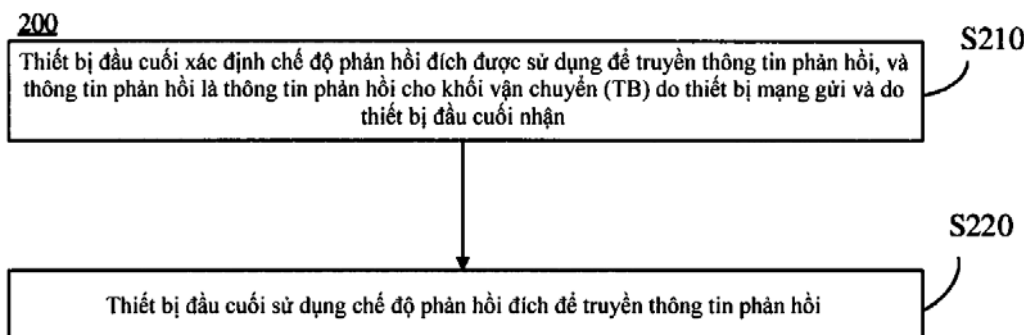 200
S210
Thiết bị đầu cuối xác định chế độ phản hồi đích được sử dụng để truyền thông tin phản hồi, và
thông tin phản hồi là thông tin phản hồi cho khối vận chuyển (TB) do thiết bị mạng gửi và do
thiết bị đầu cuối nhận
S220
Thiết bị đầu cuối sử dụng chế độ phản hồi đích để truyền thông tin phản hồi